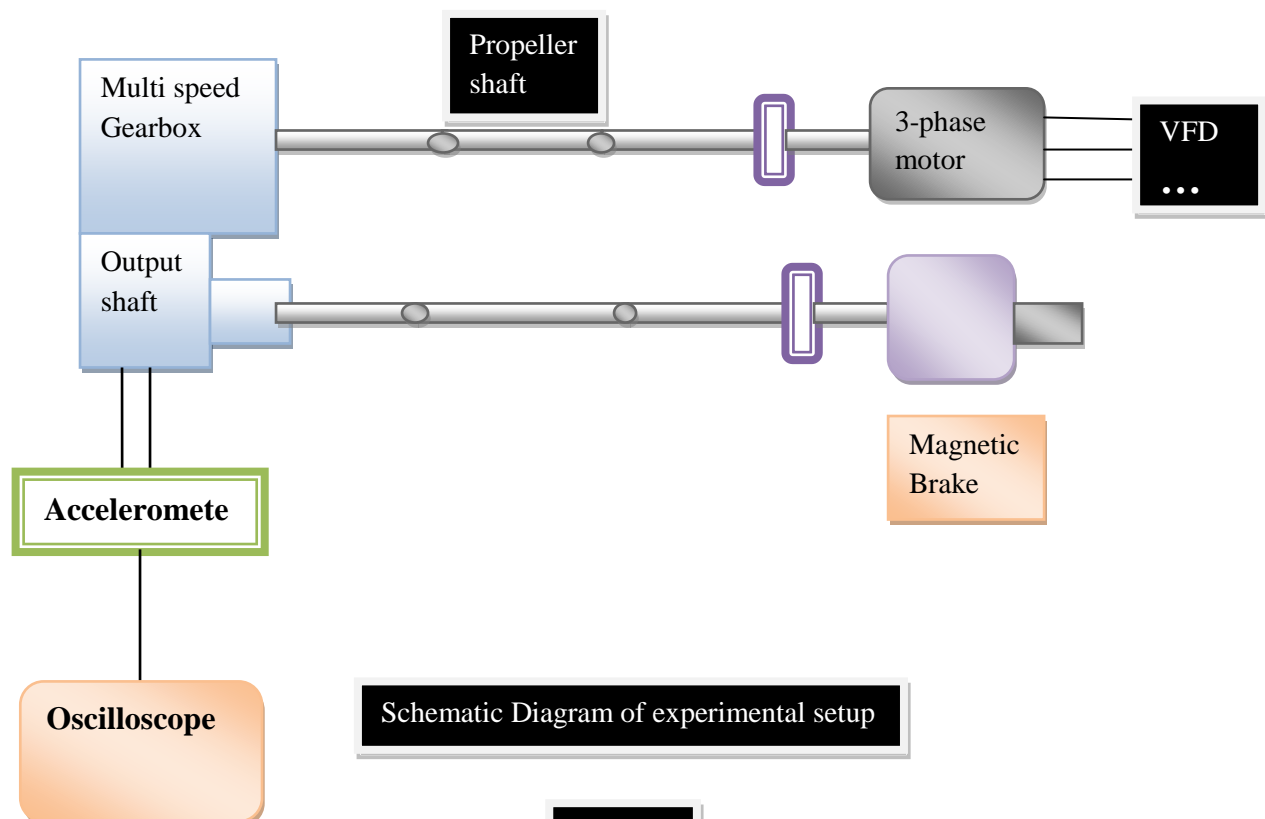 Propeller
shaft
Multi speed
Gearbox
3-phase
motor
VFD
...
Output
shaft
Magnetic
Brake
Acceleromete
Oscilloscope
Schematic Diagram of experimental setup